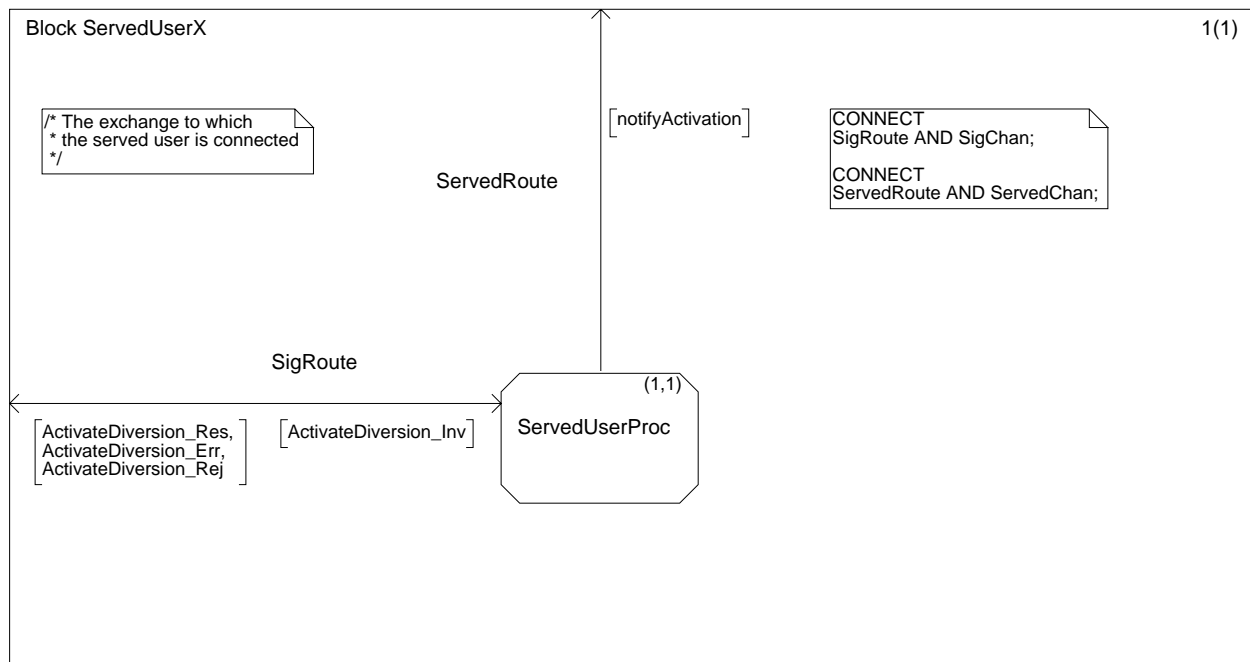 Block ServedUserX
1(1)
/* The exchange to which
* the served user is connected
*/
[notifyActivation]
CONNECT
SigRoute AND SigChan;
CONNECT
ServedRoute AND ServedChan;
ServedRoute
SigRoute
(1,1)
ServedUserProc
[ActivateDiversion_Res,
ActivateDiversion_Err,
ActivateDiversion_Rej]
[ActivateDiversion_Inv]